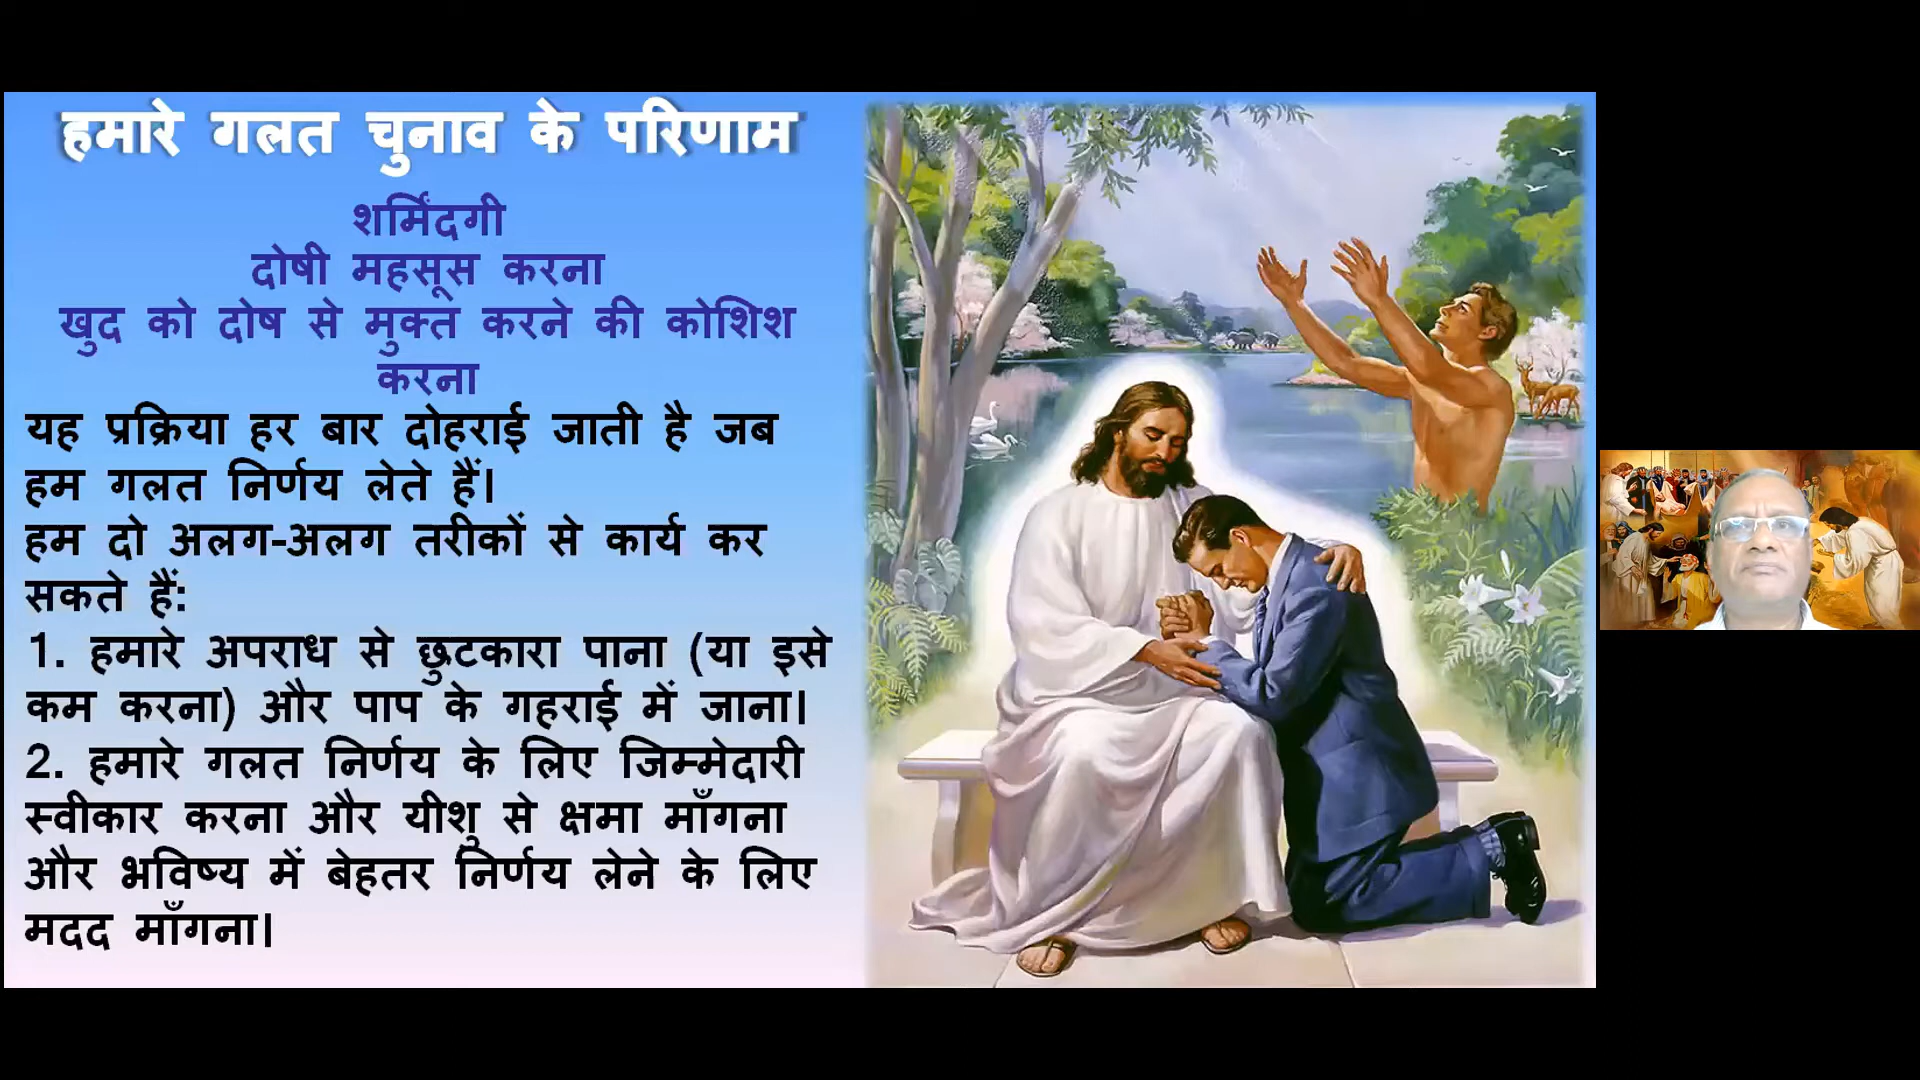 हमारे गलत चुनाव के परिणाम
शर्मिंदगी
दोषी महसूस करना
खुद को दोष से मुक्त करने की कोशिश
करना
यह प्रक्रिया हर बार दोहराई जाती है जब
हम गलत निर्णय लेते हैं।
हम दो अलग-अलग तरीकों से कार्य कर
सकते हैं:
1. हमारे अपराध से छुटकारा पाना (या इसे
कम करना) और पाप के गहराई में जाना।
2. हमारे गलत निर्णय के लिए जिम्मेदारी
स्वीकार करना और यीशु से क्षमा माँगना
और भविष्य में बेहतर निर्णय लेने के लिए
मदद माँगना।